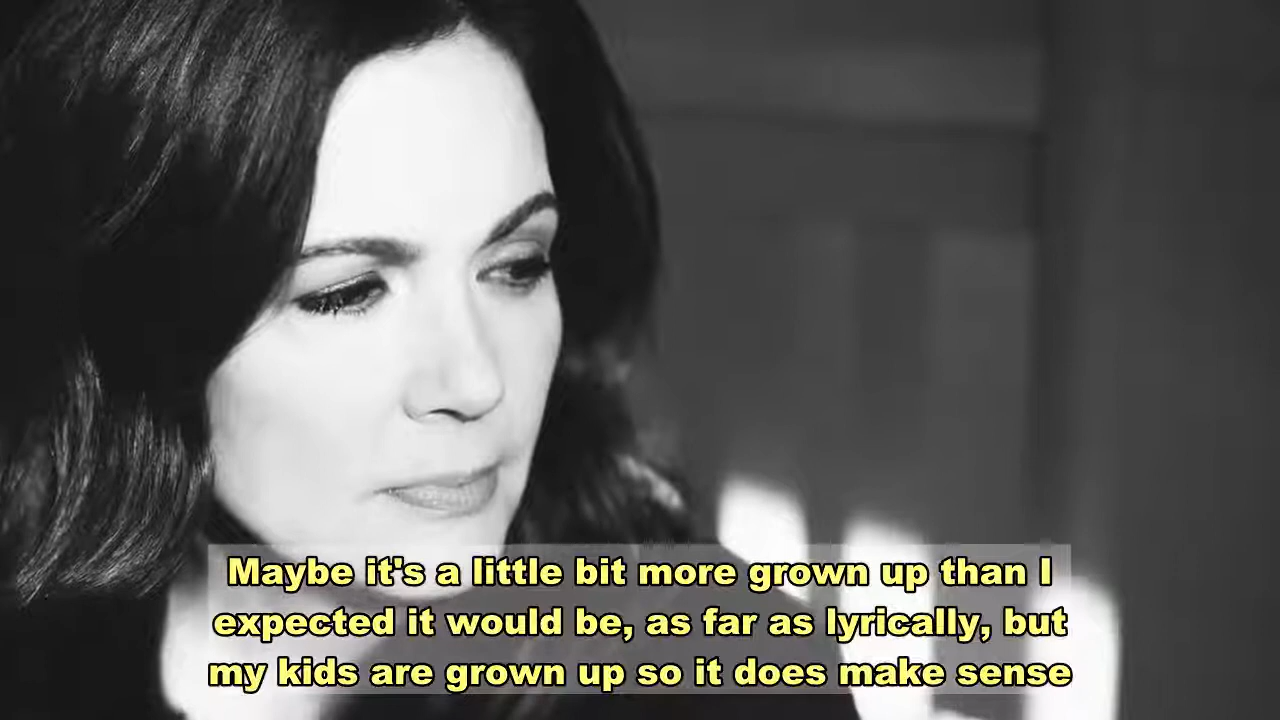 Maybe it's a little bit more grown up than I
expected it would be, as far as lyrically, but
my kids are grown up so it does make sense